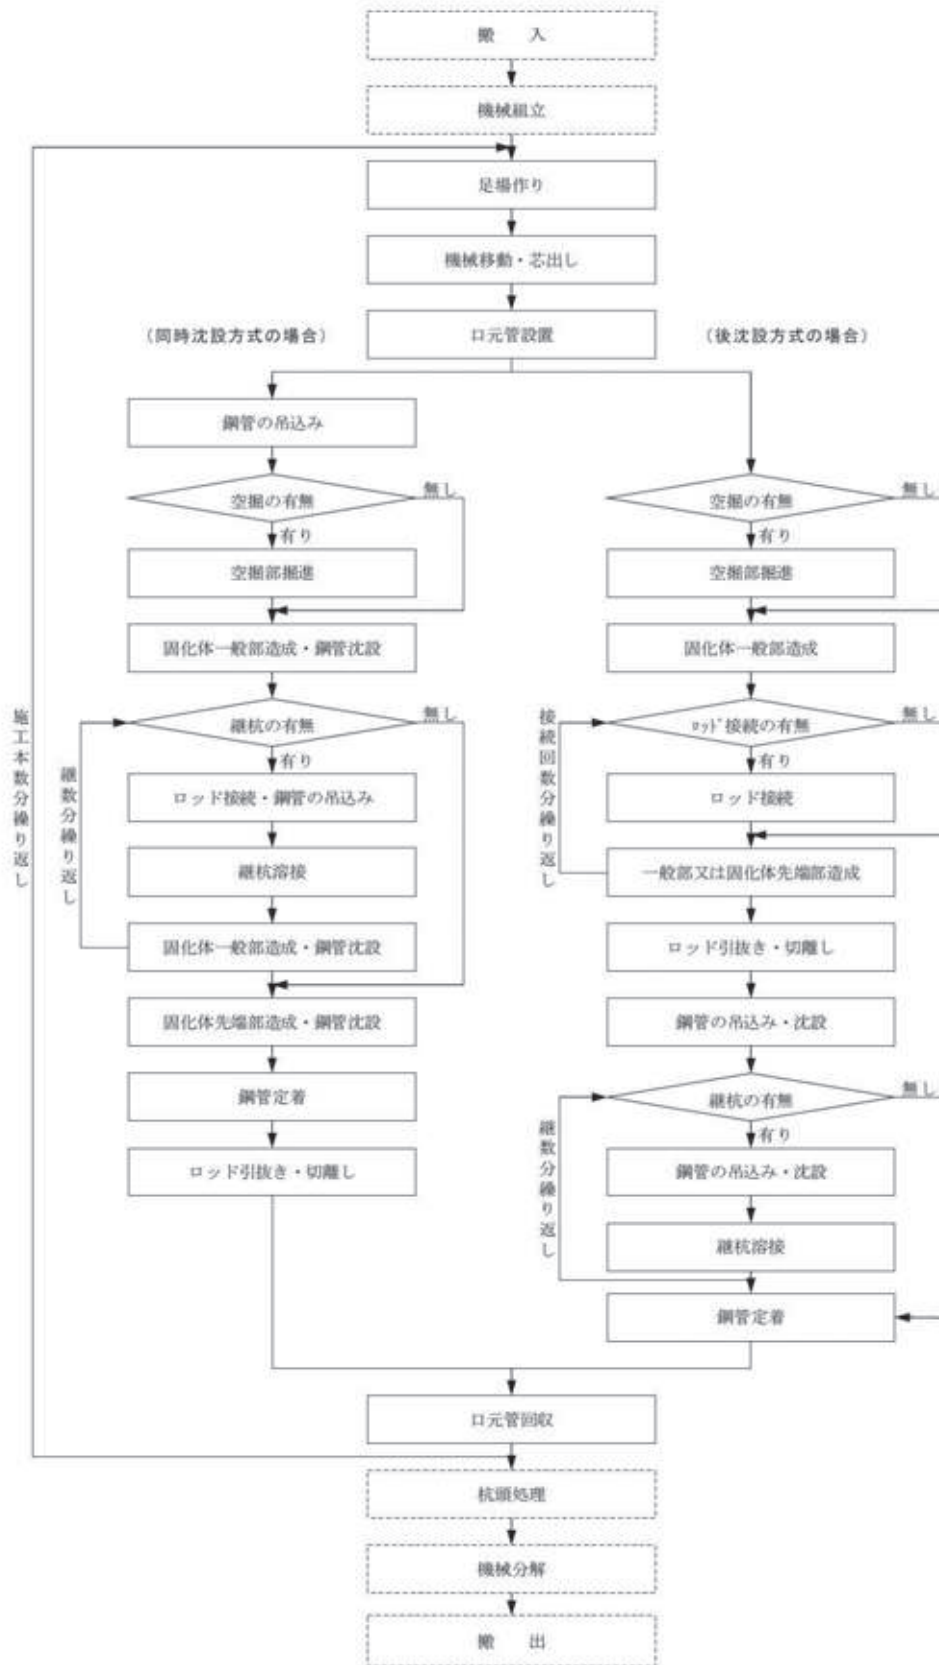 搬　入
機械組立
足場作り
機械移動・芯出し
口元管設置
（同時沈設方式の場合）
（後沈設方式の場合）
鋼管の吊込み
空掘の有無
無し
有り
空掘部掘進
固化体一般部造成・鋼管沈設
継杭の有無
無し
有り
ロッド接続・鋼管の吊込み
継杭溶接
固化体一般部造成・鋼管沈設
固化体先端部造成・鋼管沈設
鋼管定着
ロッド引抜き・切離し
継数分繰り返し
施工本数分繰り返し
空掘の有無
無し
有り
空掘部掘進
固化体一般部造成
ﾛｯﾄﾞ接続の有無
無し
有り
ロッド接続
一般部又は固化体先端部造成
接続回数分繰り返し
ロッド引抜き・切離し
鋼管の吊込み・沈設
継杭の有無
無し
有り
鋼管の吊込み・沈設
継杭溶接
継数分繰り返し
鋼管定着
口元管回収
杭頭処理
機械分解
搬　出